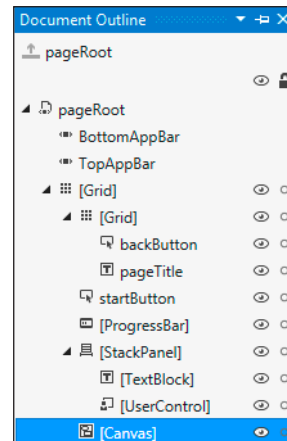 Document Outline
pageRoot
pageRoot
BottomAppBar
TopAppBar
[Grid]
[Grid]
backButton
pageTitle
startButton
[ProgressBar]
[StackPanel]
[TextBlock]
[UserControl]
[Canvas]